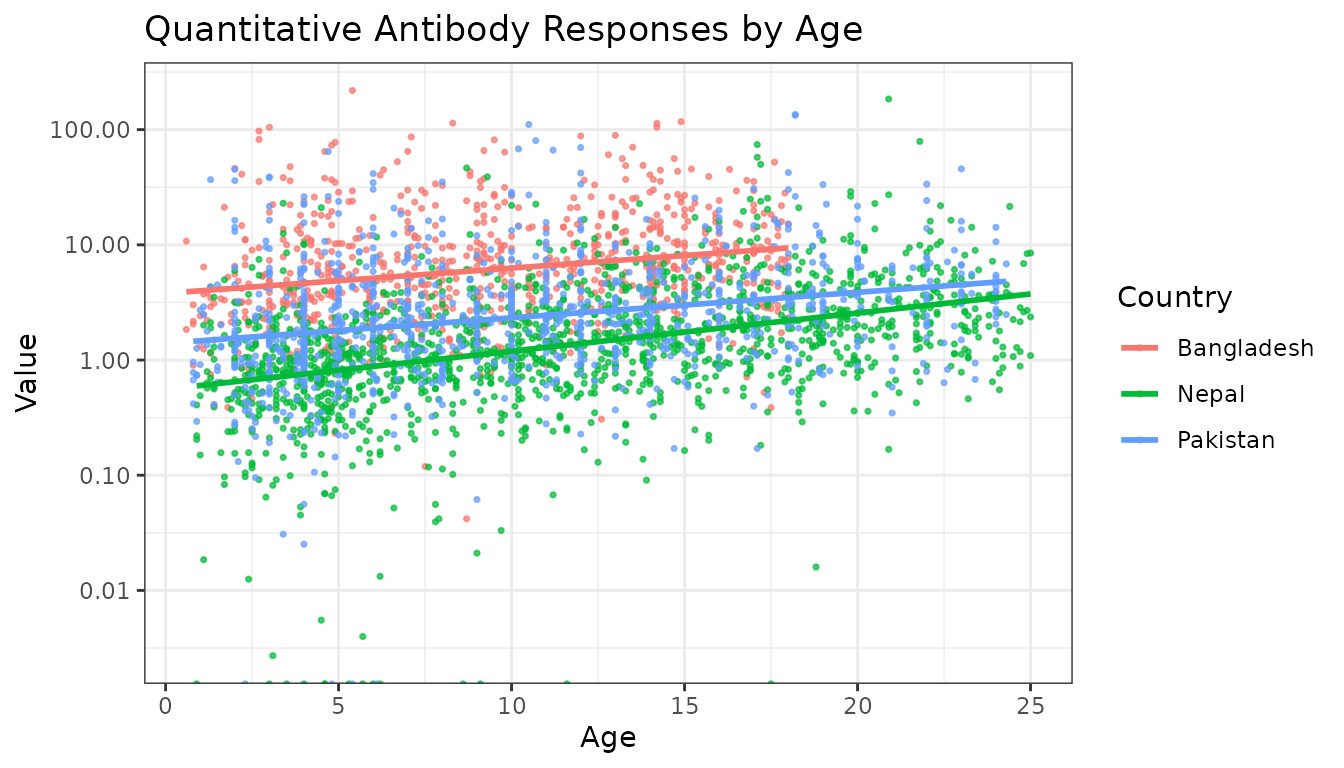 Quantitative Antibody Responses by Age
Value
100.00
10.00
1.00
0.10
0.01
0 5 10 15 20 25
Age
Country
Bangladesh
Nepal
Pakistan